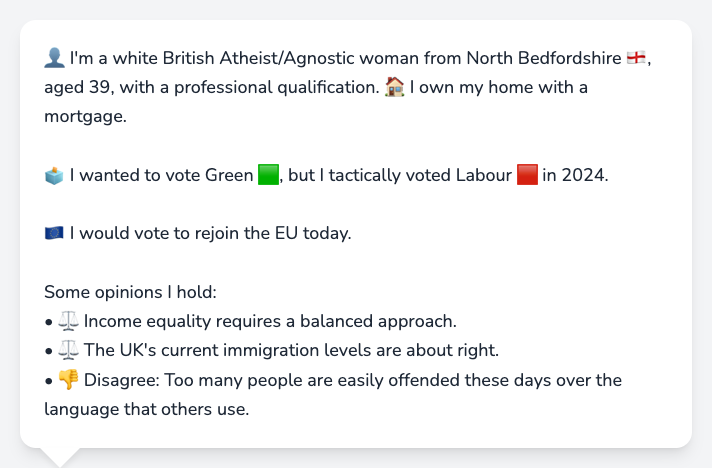 👤 I'm a white British Atheist/Agnostic woman from North Bedfordshire 🏴󠁧󠁢󠁥󠁮󠁧󠁿,
aged 39, with a professional qualification. 🏠 I own my home with a
mortgage.
🗳️ I wanted to vote Green 🟩, but I tactically voted Labour 🟥 in 2024.
🇪🇺 I would vote to rejoin the EU today.
Some opinions I hold:
• ⚖️ Income equality requires a balanced approach.
• ⚖️ The UK's current immigration levels are about right.
• 👎 Disagree: Too many people are easily offended these days over the
language that others use.